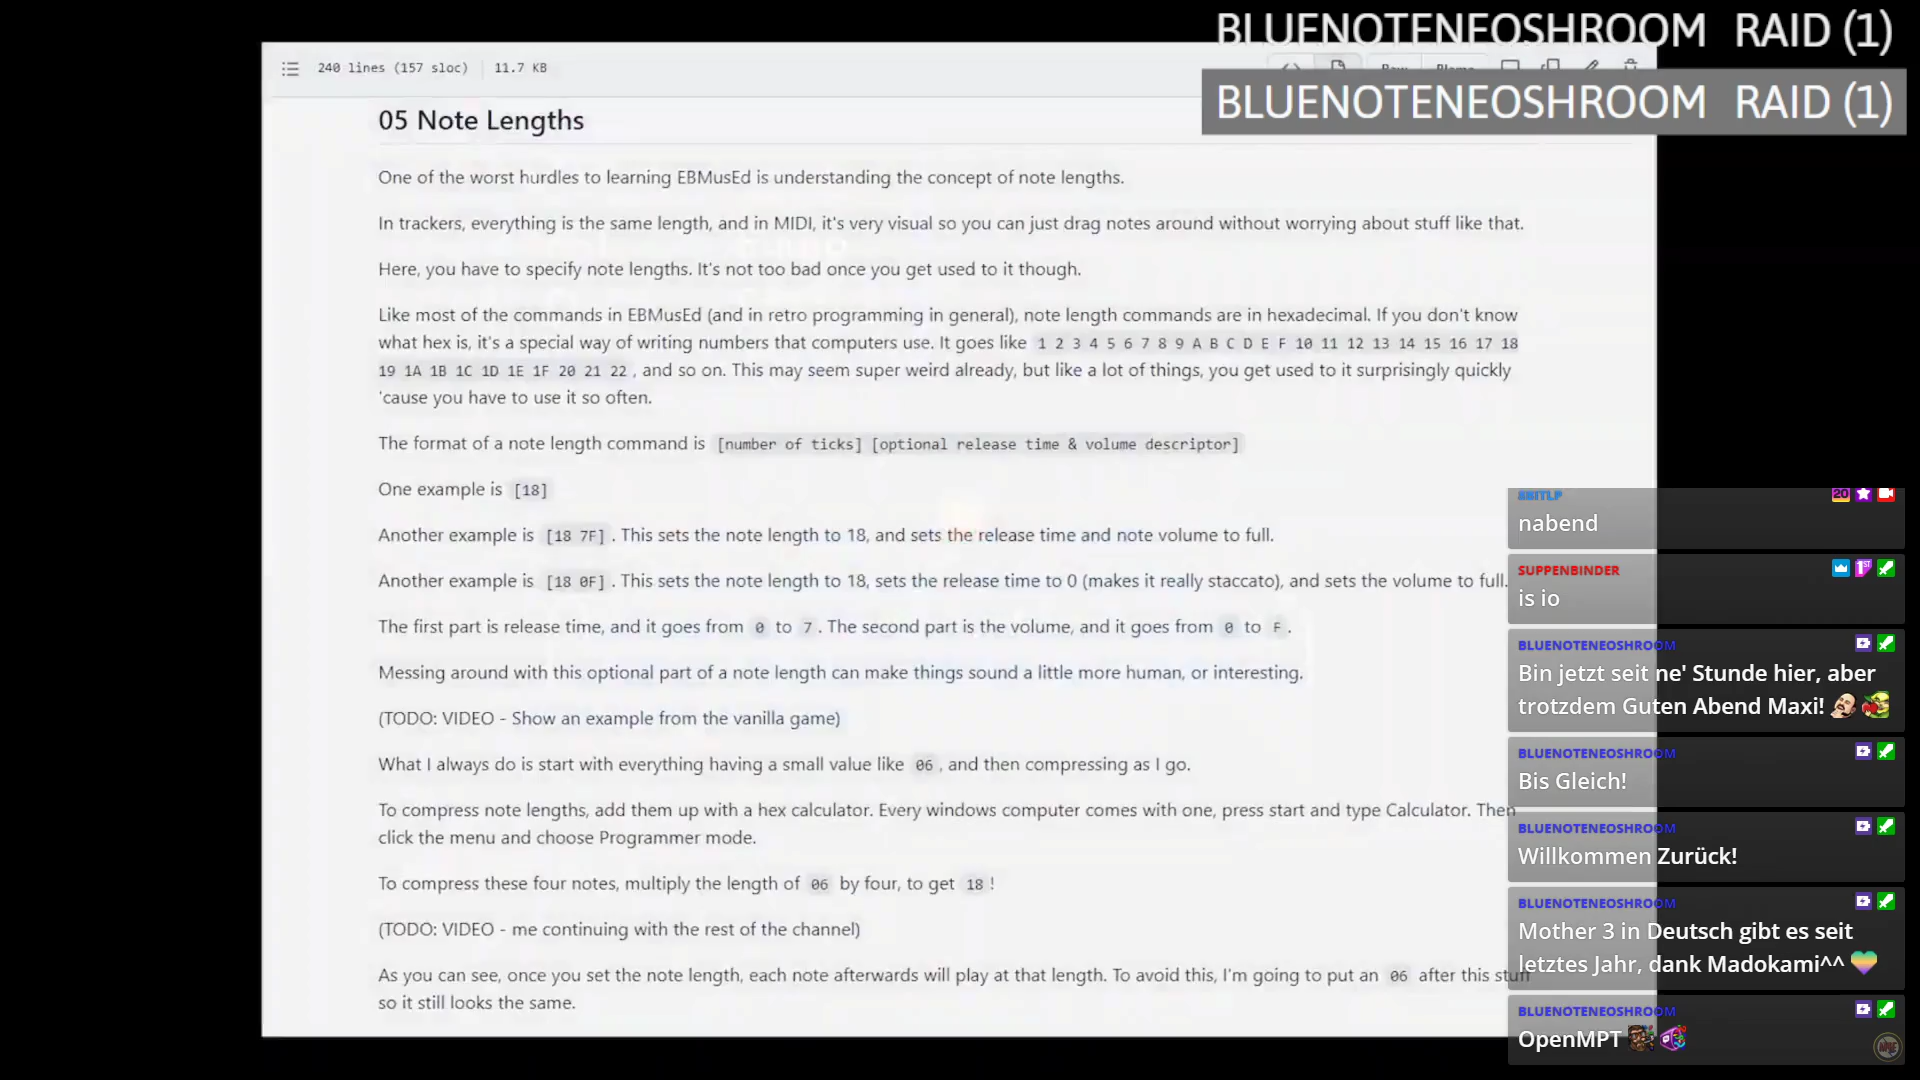 BLUENOTENEOSHROOM RAID (1)
BLUENOTENEOSHROOM RAID (1)
240 lines (157 sloc) 11.7 KB
Raw Blame
05 Note Lengths
One of the worst hurdles to learning EBMusEd is understanding the concept of note lengths.
In trackers, everything is the same length, and in MIDI, it's very visual so you can just drag notes around without worrying about stuff like that.
Here, you have to specify note lengths. It's not too bad once you get used to it though.
Like most of the commands in EBMusEd (and in retro programming in general), note length commands are in hexadecimal. If you don't know
what hex is, it's a special way of writing numbers that computers use. It goes like 1 2 3 4 5 6 7 8 9 A B C D E F 10 11 12 13 14 15 16 17 18
19 1A 1B 1C 1D 1E 1F 20 21 22 , and so on. This may seem super weird already, but like a lot of things, you get used to it surprisingly quickly
'cause you have to use it so often.
The format of a note length command is [number of ticks] [optional release time & volume descriptor]
One example is [18]
Another example is [18 7F] . This sets the note length to 18, and sets the release time and note volume to full.
Another example is [18 0F] . This sets the note length to 18, sets the release time to 0 (makes it really staccato), and sets the volume to full.
The first part is release time, and it goes from 0 to 7 . The second part is the volume, and it goes from 0 to F .
Messing around with this optional part of a note length can make things sound a little more human, or interesting.
(TODO: VIDEO - Show an example from the vanilla game)
What I always do is start with everything having a small value like 06 , and then compressing as I go.
To compress note lengths, add them up with a hex calculator. Every windows computer comes with one, press start and type Calculator. Then
click the menu and choose Programmer mode.
To compress these four notes, multiply the length of 06 by four, to get 18 !
(TODO: VIDEO - me continuing with the rest of the channel)
As you can see, once you set the note length, each note afterwards will play at that length. To avoid this, I'm going to put an 06 after this stuff
so it still looks the same.
8BITLP 20
nabend
SUPPENBINDER 1ST
is io
BLUENOTENEOSHROOM
Bin jetzt seit ne' Stunde hier, aber
trotzdem Guten Abend Maxi!
BLUENOTENEOSHROOM
Bis Gleich!
BLUENOTENEOSHROOM
Willkommen Zurück!
BLUENOTENEOSHROOM
Mother 3 in Deutsch gibt es seit
letztes Jahr, dank Madokami^^
BLUENOTENEOSHROOM
OpenMPT